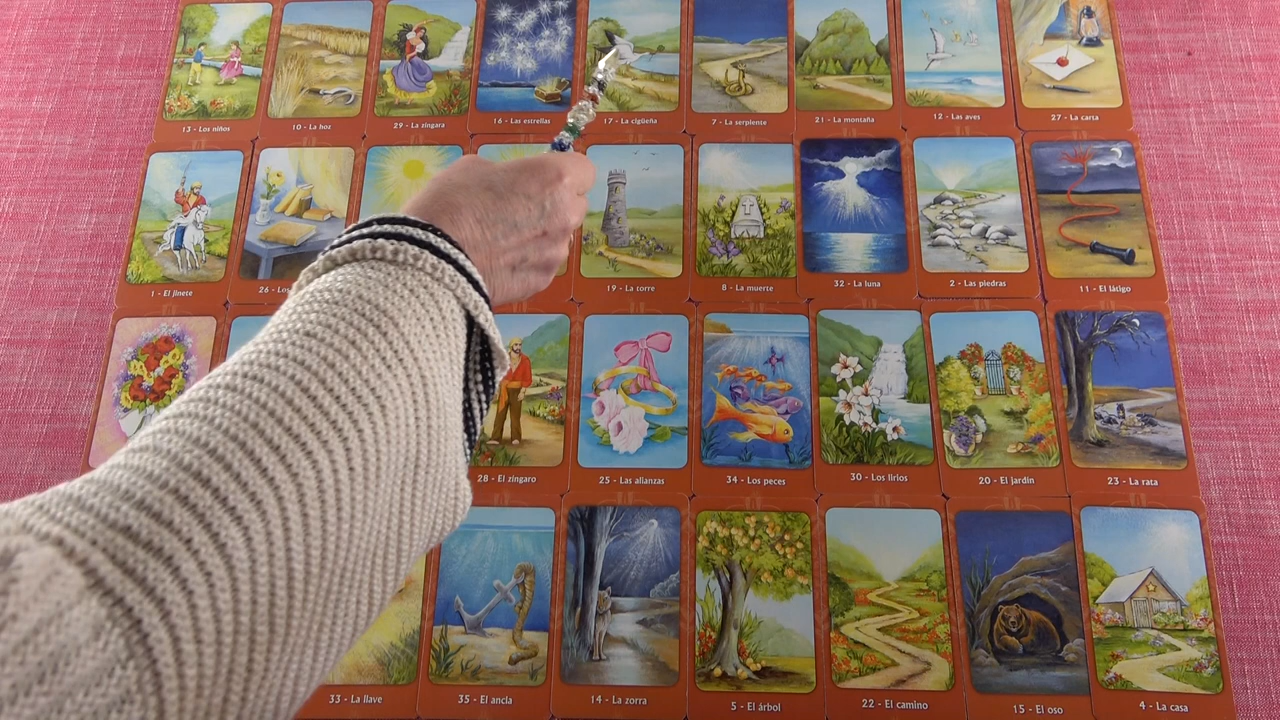 13 - Los niños
10 - La hoz
29 - La zíngara
16 - Las estrellas
17 - La cigüeña
7 - La serpiente
21 - La montaña
12 - Las aves
27 - La carta
1 - El jinete
26 - Los
19 - La torre
8 - La muerte
32 - La luna
2 - Las piedras
11 - El látigo
28 - El zíngaro
25 - Las alianzas
34 - Los peces
30 - Los lirios
20 - El jardín
23 - La rata
33 - La llave
35 - El ancla
14 - La zorra
5 - El árbol
22 - El camino
15 - El oso
4 - La casa